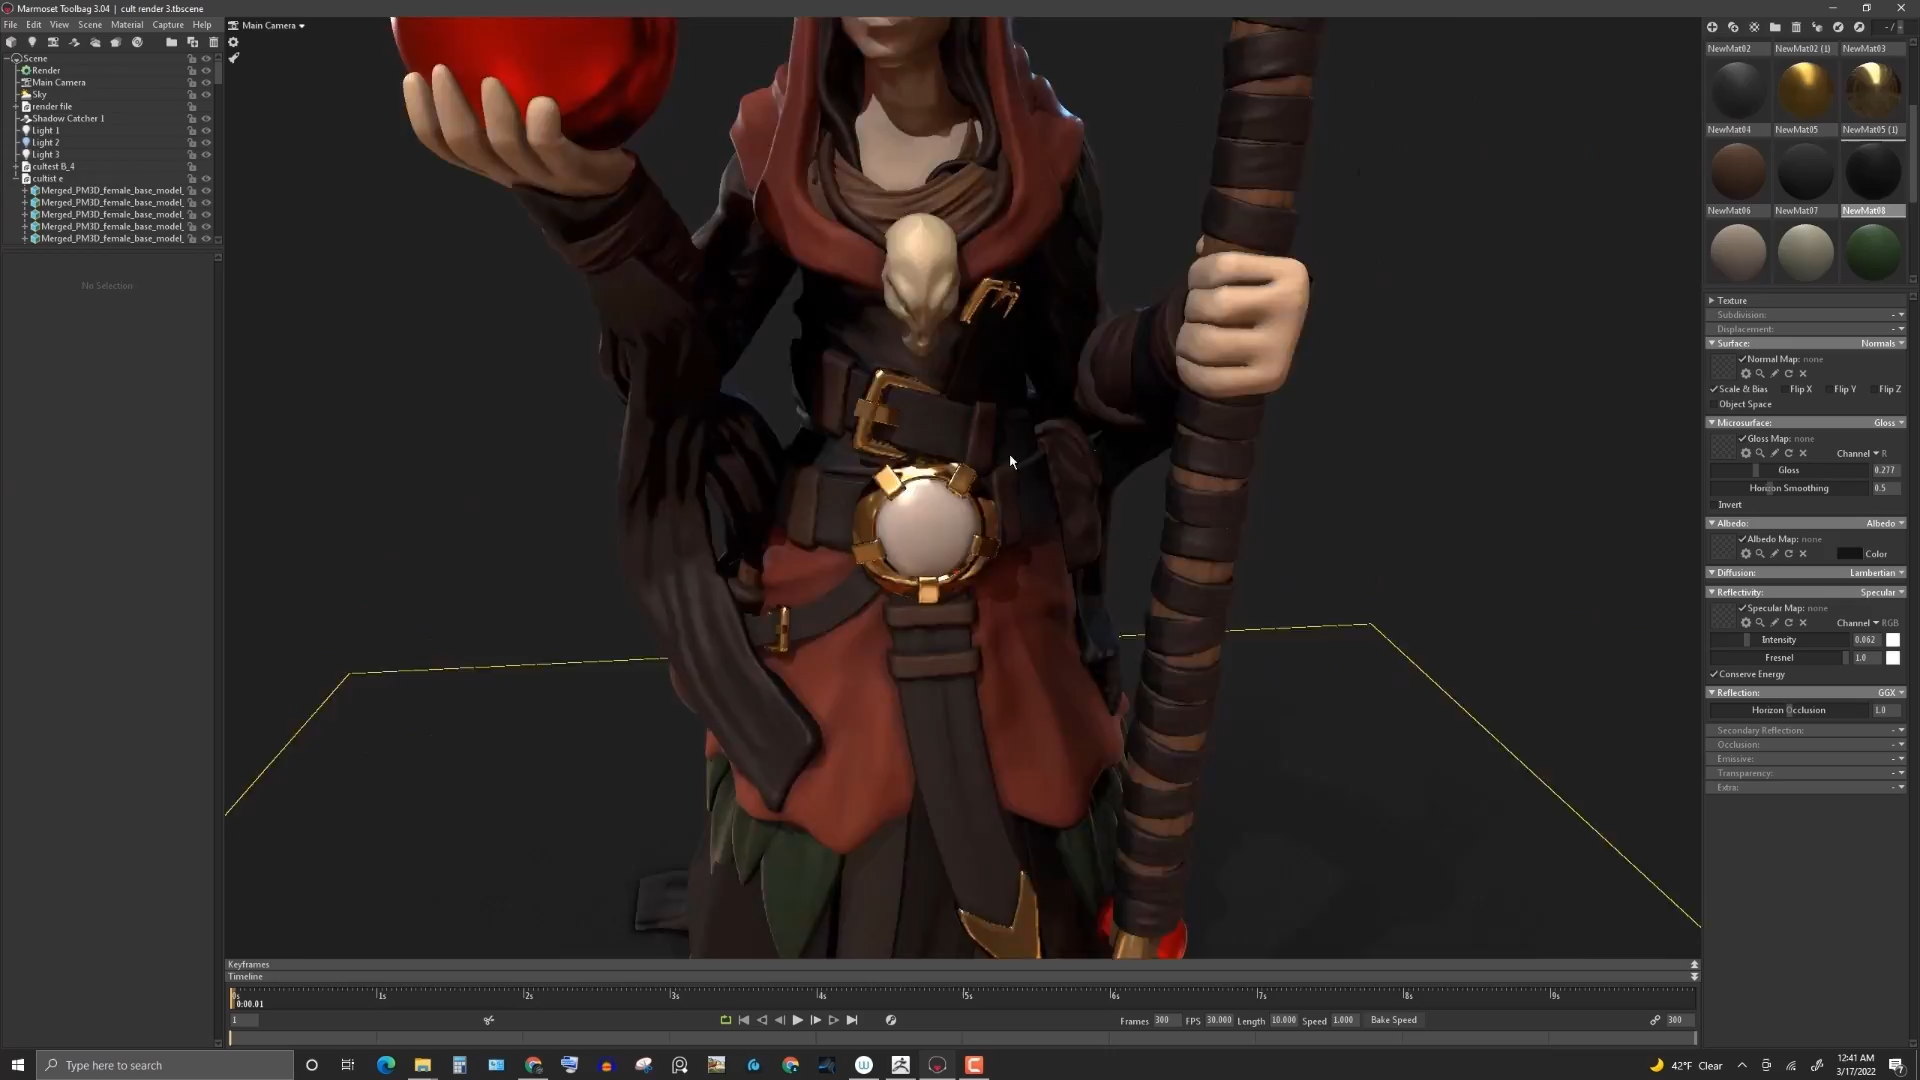 Marmoset Toolbag 3.04 | cult render 3.tbscene
File Edit View Scene Material Capture Help
Main Camera
Scene
Render
Main Camera
Sky
render file
Shadow Catcher 1
Light 1
Light 2
Light 3
cultest B_4
cultist e
Merged_PM3D_female_base_model_
Merged_PM3D_female_base_model_
Merged_PM3D_female_base_model_
Merged_PM3D_female_base_model_
Merged_PM3D_female_base_model_
No Selection
NewMat02 NewMat02 (1) NewMat03
NewMat04 NewMat05 NewMat05 (1)
NewMat06 NewMat07 NewMat08
Texture
Subdivision:
Displacement:
Surface: Normals
Normal Map: none
Scale & Bias Flip X Flip Y Flip Z
Object Space
Microsurface: Gloss
Gloss Map: none
Channel R
Gloss 0.277
Horizon Smoothing 0.5
Invert
Albedo: Albedo
Albedo Map: none
Color
Diffusion: Lambertian
Reflectivity: Specular
Specular Map: none
Channel RGB
Intensity 0.062
Fresnel 1.0
Conserve Energy
Reflection: GGX
Horizon Occlusion 1.0
Secondary Reflection:
Occlusion:
Emissive:
Transparency:
Extra:
Keyframes
Timeline
0s 1s 2s 3s 4s 5s 6s 7s 8s 9s
0:00.01
1 Frames 300 FPS 30.000 Length 10.000 Speed 1.000 Bake Speed 300
Type here to search
42°F Clear
12:41 AM
3/17/2022